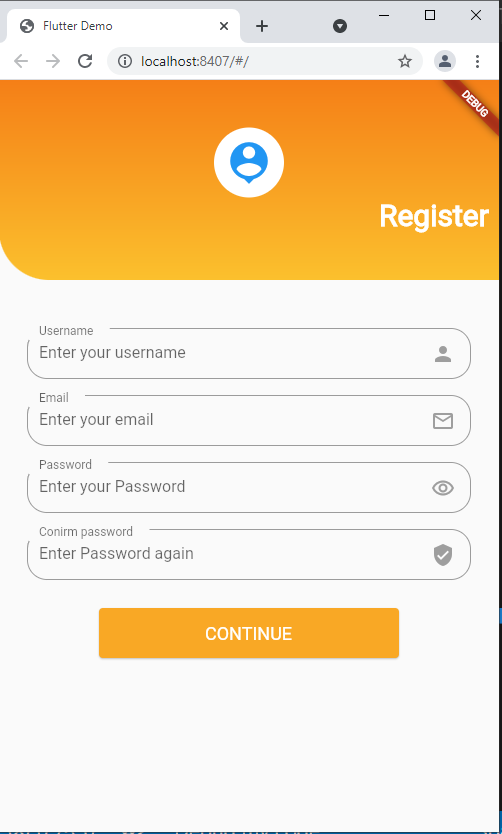 Flutter Demo
localhost:8407/#/
DEBUG
Register
Username
Enter your username
Email
Enter your email
Password
Enter your Password
Conirm password
Enter Password again
CONTINUE